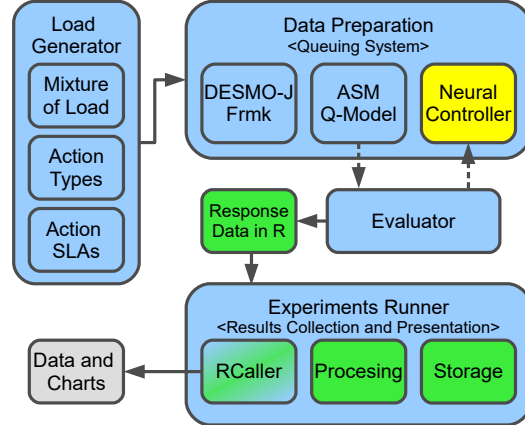 Load
Generator
Mixture
of Load
Action
Types
Action
SLAs
Data Preparation
<Queuing System>
DESMO-J
Frmk
ASM
Q-Model
Neural
Controller
Response
Data in R
Evaluator
Experiments Runner
<Results Collection and Presentation>
Data and
Charts
RCaller
Procesing
Storage